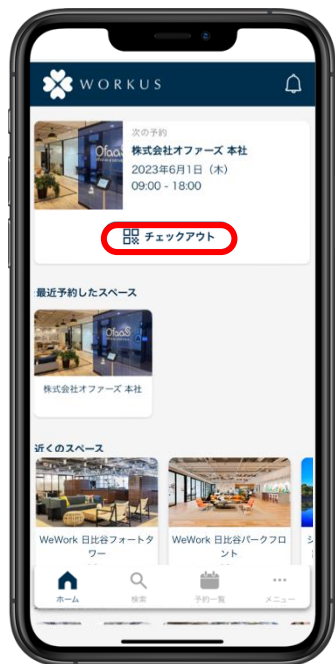 WORKUS
次の予約
株式会社オファーズ 本社
2023年6月1日（木）
09:00 - 18:00
チェックアウト
最近予約したスペース
OfaaS
株式会社オファーズ 本社
近くのスペース
WeWork 日比谷フォートタ
ワー
WeWork 日比谷パークフロ
ント
ホーム
検索
予約一覧
メニュー